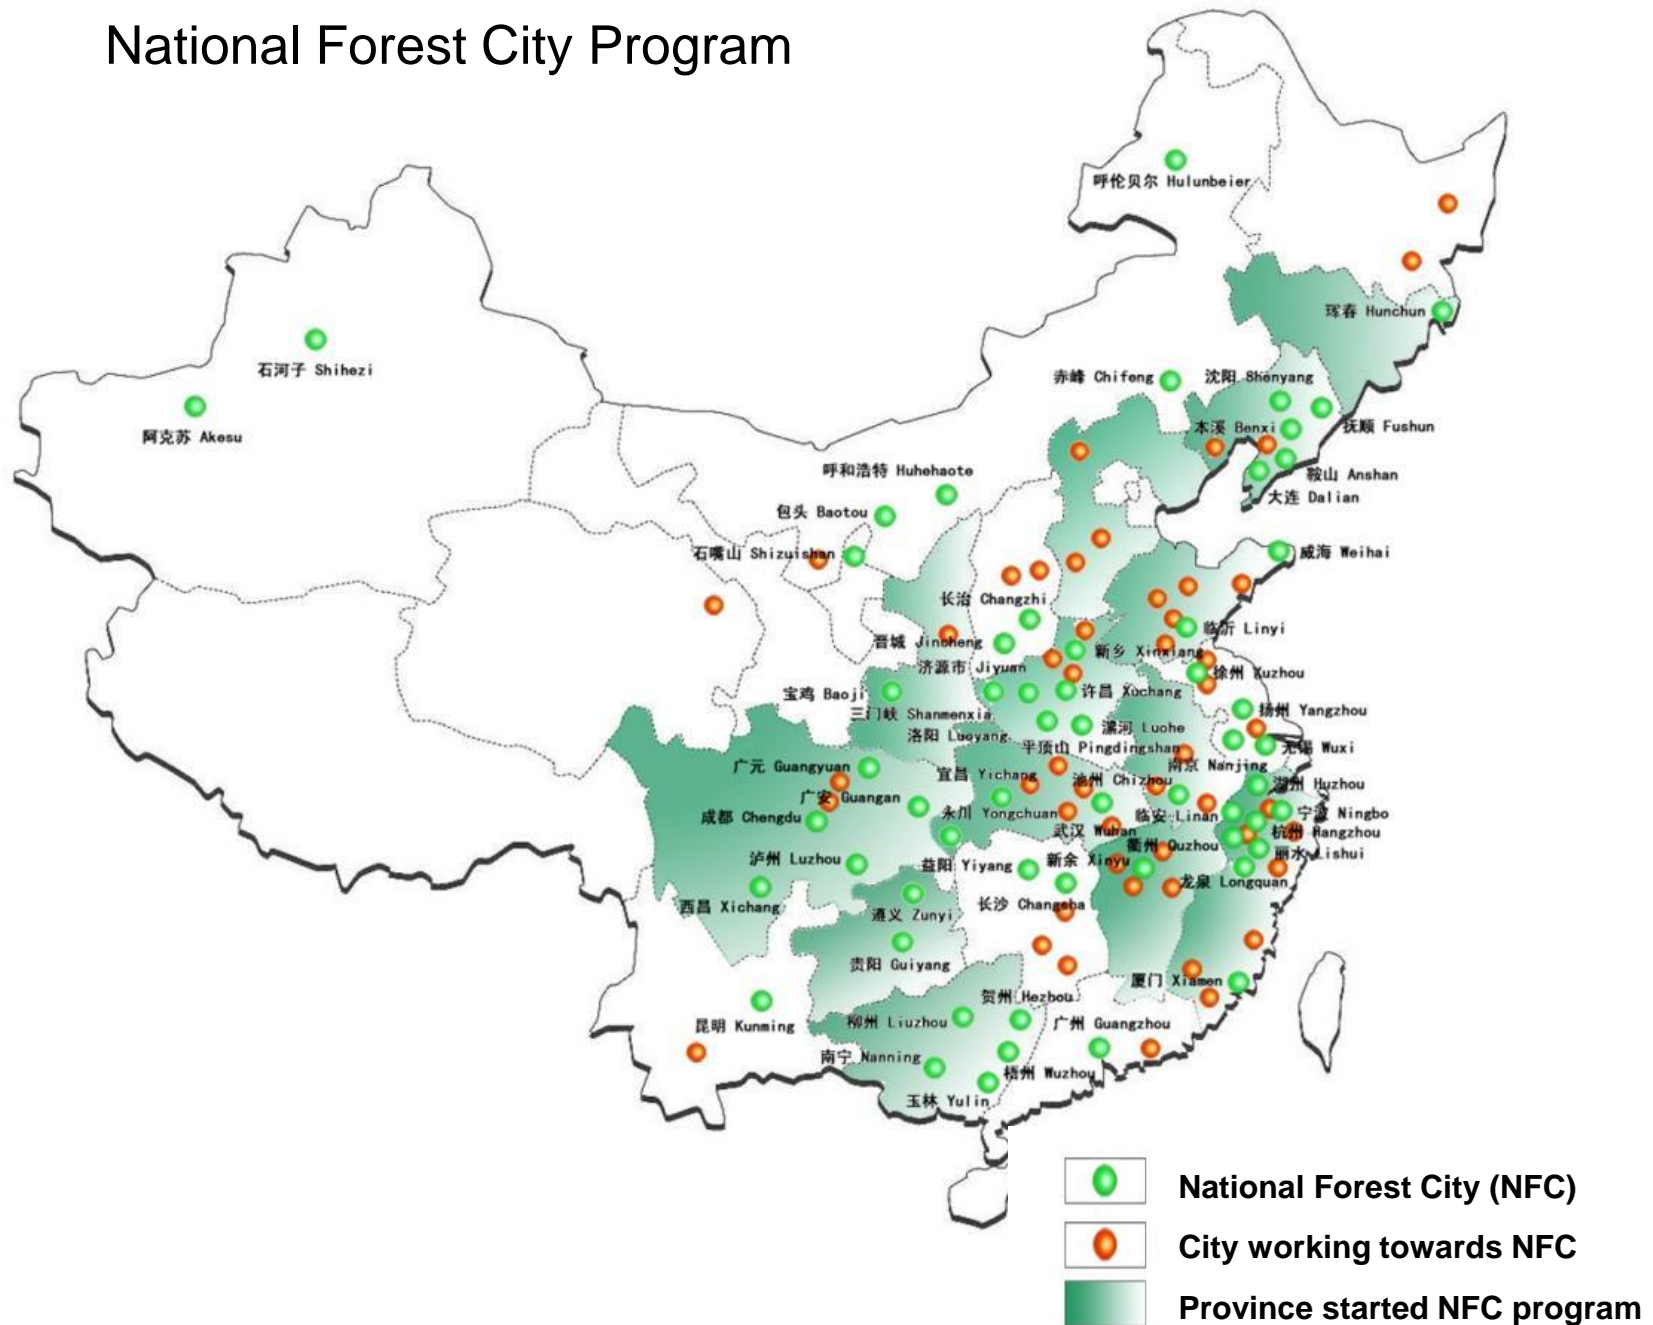 National Forest City Program
呼伦贝尔 Hulunbeier
珲春 Hunchun
石河子 Shihezi
赤峰 Chifeng
沈阳 Shenyang
阿克苏 Akesu
本溪 Benxi
抚顺 Fushun
呼和浩特 Huhehaote
鞍山 Anshan
大连 Dalian
包头 Baotou
石嘴山 Shizuishan
威海 Weihai
长治 Changzhi
临沂 Linyi
晋城 Jincheng
新乡 Xinxiang
济源市 Jiyuan
徐州 Xuzhou
宝鸡 Baoji
许昌 Xuchang
三门峡 Shanmenxia
扬州 Yangzhou
洛阳 Luoyang
漯河 Luohe
平顶山 Pingdingshan
无锡 Wuxi
南京 Nanjing
广元 Guangyuan
宜昌 Yichang
池州 Chizhou
湖州 Huzhou
广安 Guangan
成都 Chengdu
永川 Yongchuan
临安 Linan
宁波 Ningbo
武汉 Wuhan
杭州 Hangzhou
衢州 Quzhou
丽水 Lishui
泸州 Luzhou
益阳 Yiyang
新余 Xinyu
龙泉 Longquan
西昌 Xichang
遵义 Zunyi
长沙 Changsha
贵阳 Guiyang
厦门 Xiamen
贺州 Hezhou
昆明 Kunming
柳州 Liuzhou
广州 Guangzhou
南宁 Nanning
梧州 Wuzhou
玉林 Yulin
National Forest City (NFC)
City working towards NFC
Province started NFC program